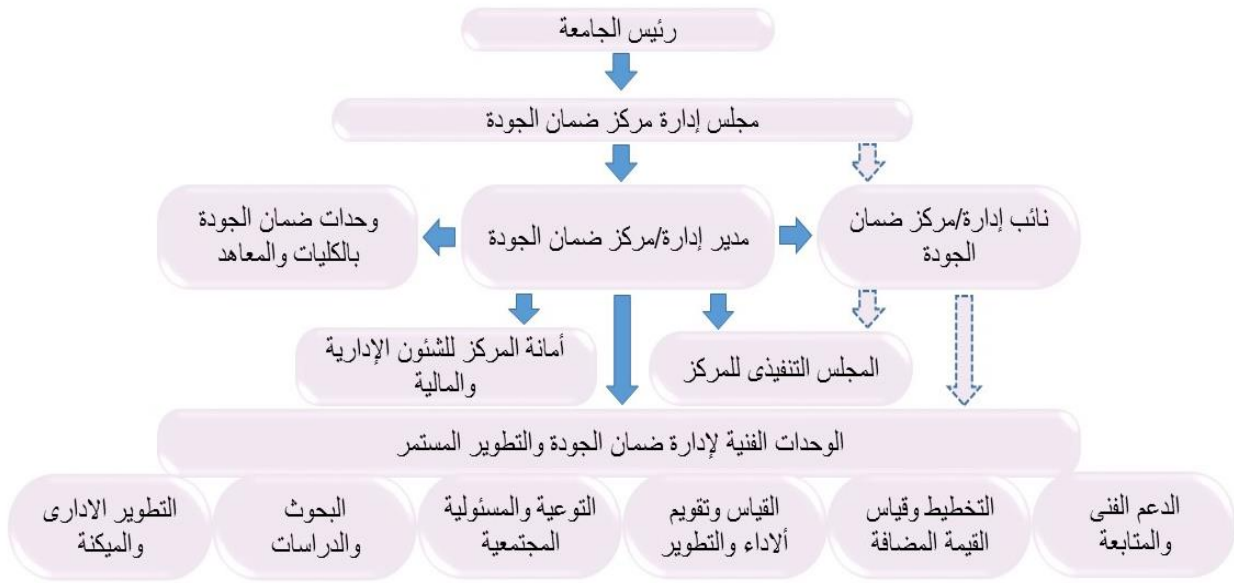 رئيس الجامعة
مجلس إدارة مركز ضمان الجودة
نائب إدارة/مركز ضمان
الجودة
مدير إدارة/مركز ضمان الجودة
وحدات ضمان الجودة
بالكليات والمعاهد
المجلس التنفيذى للمركز
أمانة المركز للشئون الإدارية
والمالية
الوحدات الفنية لإدارة ضمان الجودة والتطوير المستمر
الدعم الفنى
والمتابعة
التخطيط وقياس
القيمة المضافة
القياس وتقويم
ألاداء والتطوير
التوعية والمسئولية
المجتمعية
البحوث
والدراسات
التطوير الادارى
والميكنة